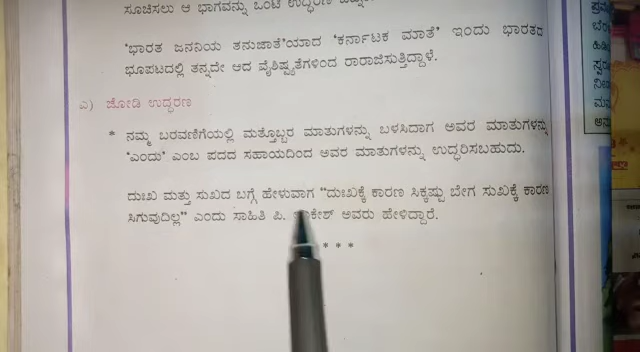 ಸೂಚಿಸಲು ಆ ಭಾಗವನ್ನು ಒಂಟಿ ಉದ್ಧರಣ
'ಭಾರತ ಜನನಿಯ ತನುಜಾತೆ'ಯಾದ 'ಕರ್ನಾಟಕ ಮಾತೆ' ಇಂದು ಭಾರತದ
ಭೂಪಟದಲ್ಲಿ ತನ್ನದೇ ಆದ ವೈಶಿಷ್ಟ್ಯತೆಗಳಿಂದ ರಾರಾಜಿಸುತ್ತಿದ್ದಾಳೆ.
ಎ) ಜೋಡಿ ಉದ್ಧರಣ
* ನಮ್ಮ ಬರವಣಿಗೆಯಲ್ಲಿ ಮತ್ತೊಬ್ಬರ ಮಾತುಗಳನ್ನು ಬಳಸಿದಾಗ ಅವರ ಮಾತುಗಳನ್ನು
'ಎಂದು' ಎಂಬ ಪದದ ಸಹಾಯದಿಂದ ಅವರ ಮಾತುಗಳನ್ನು ಉದ್ಧರಿಸಬಹುದು.
ದುಃಖ ಮತ್ತು ಸುಖದ ಬಗ್ಗೆ ಹೇಳುವಾಗ "ದುಃಖಕ್ಕೆ ಕಾರಣ ಸಿಕ್ಕಷ್ಟು ಬೇಗ ಸುಖಕ್ಕೆ ಕಾರಣ
ಸಿಗುವುದಿಲ್ಲ" ಎಂದು ಸಾಹಿತಿ ಪಿ. ಅವರು ಹೇಳಿದ್ದಾರೆ.
* * *